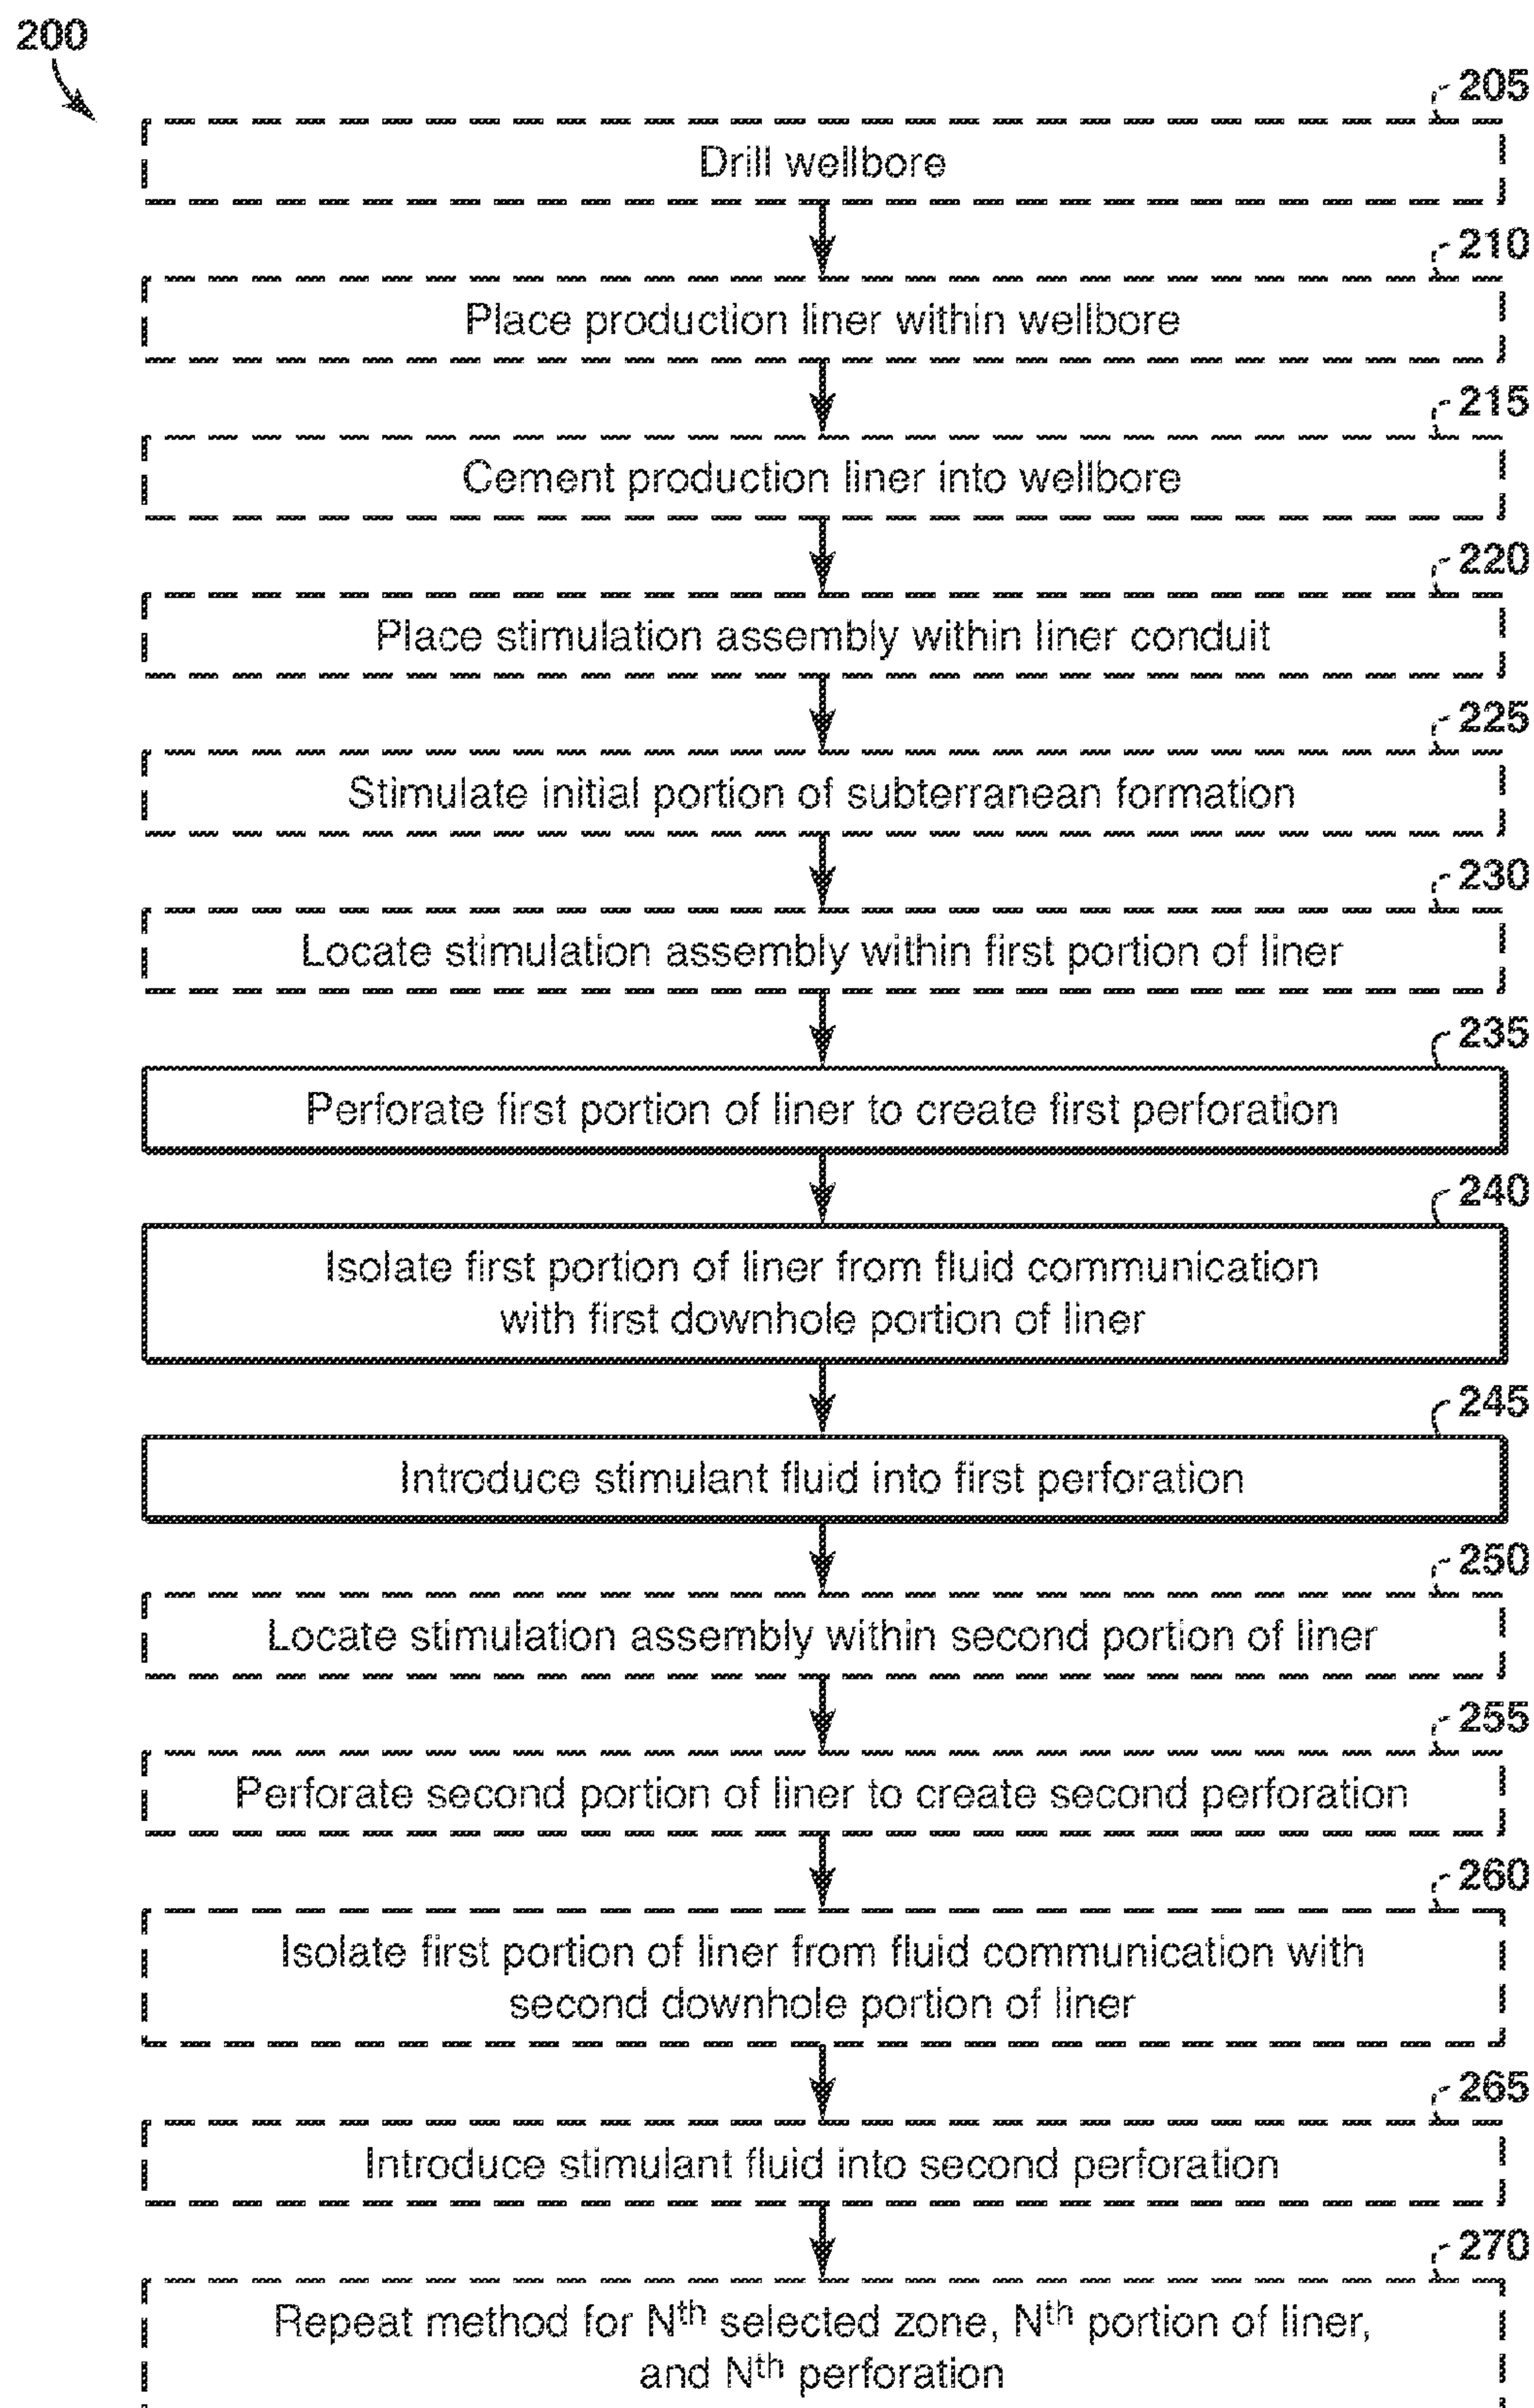 200
205
Drill wellbore
210
Place production liner within wellbore
215
Cement production liner into wellbore
220
Place stimulation assembly within liner conduit
225
Stimulate initial portion of subterranean formation
230
Locate stimulation assembly within first portion of liner
235
Perforate first portion of liner to create first perforation
240
Isolate first portion of liner from fluid communication
with first downhole portion of liner
245
Introduce stimulant fluid into first perforation
250
Locate stimulation assembly within second portion of liner
255
Perforate second portion of liner to create second perforation
260
Isolate first portion of liner from fluid communication with
second downhole portion of liner
265
Introduce stimulant fluid into second perforation
270
Repeat method for Nth selected zone, Nth portion of liner,
and Nth perforation